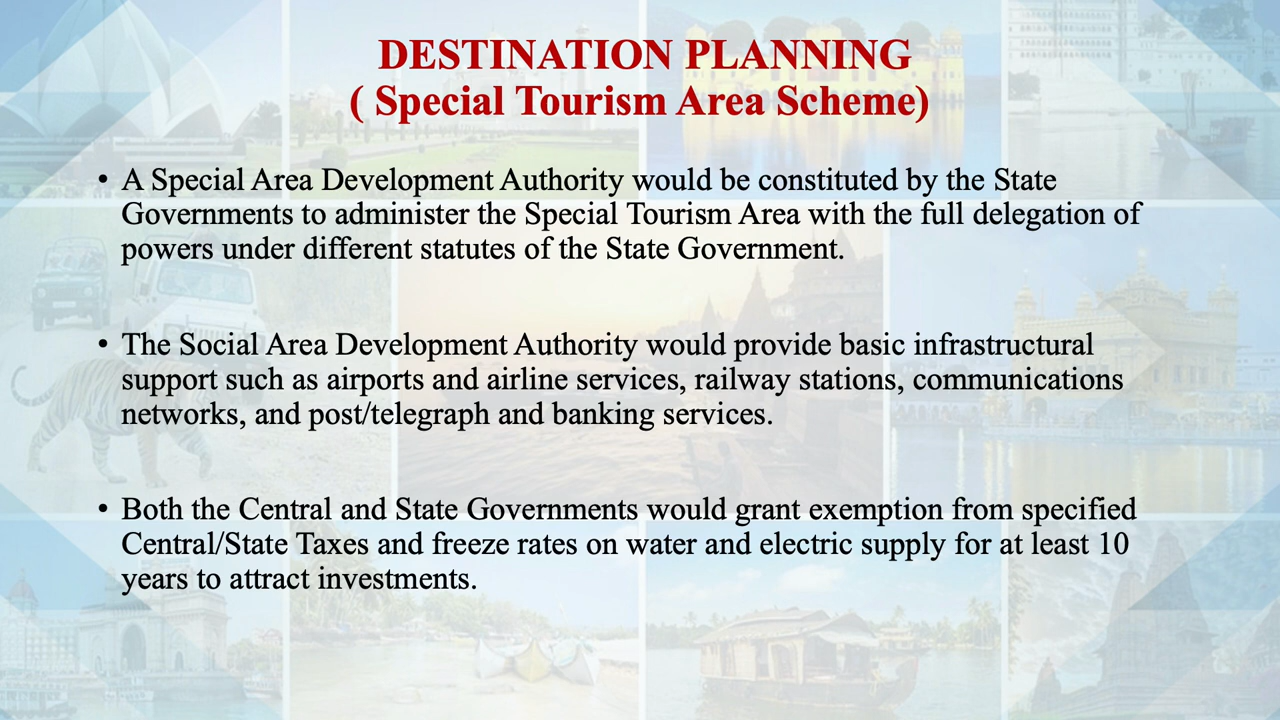 DESTINATION PLANNING
( Special Tourism Area Scheme)
• A Special Area Development Authority would be constituted by the State
Governments to administer the Special Tourism Area with the full delegation of
powers under different statutes of the State Government.
• The Social Area Development Authority would provide basic infrastructural
support such as airports and airline services, railway stations, communications
networks, and post/telegraph and banking services.
• Both the Central and State Governments would grant exemption from specified
Central/State Taxes and freeze rates on water and electric supply for at least 10
years to attract investments.